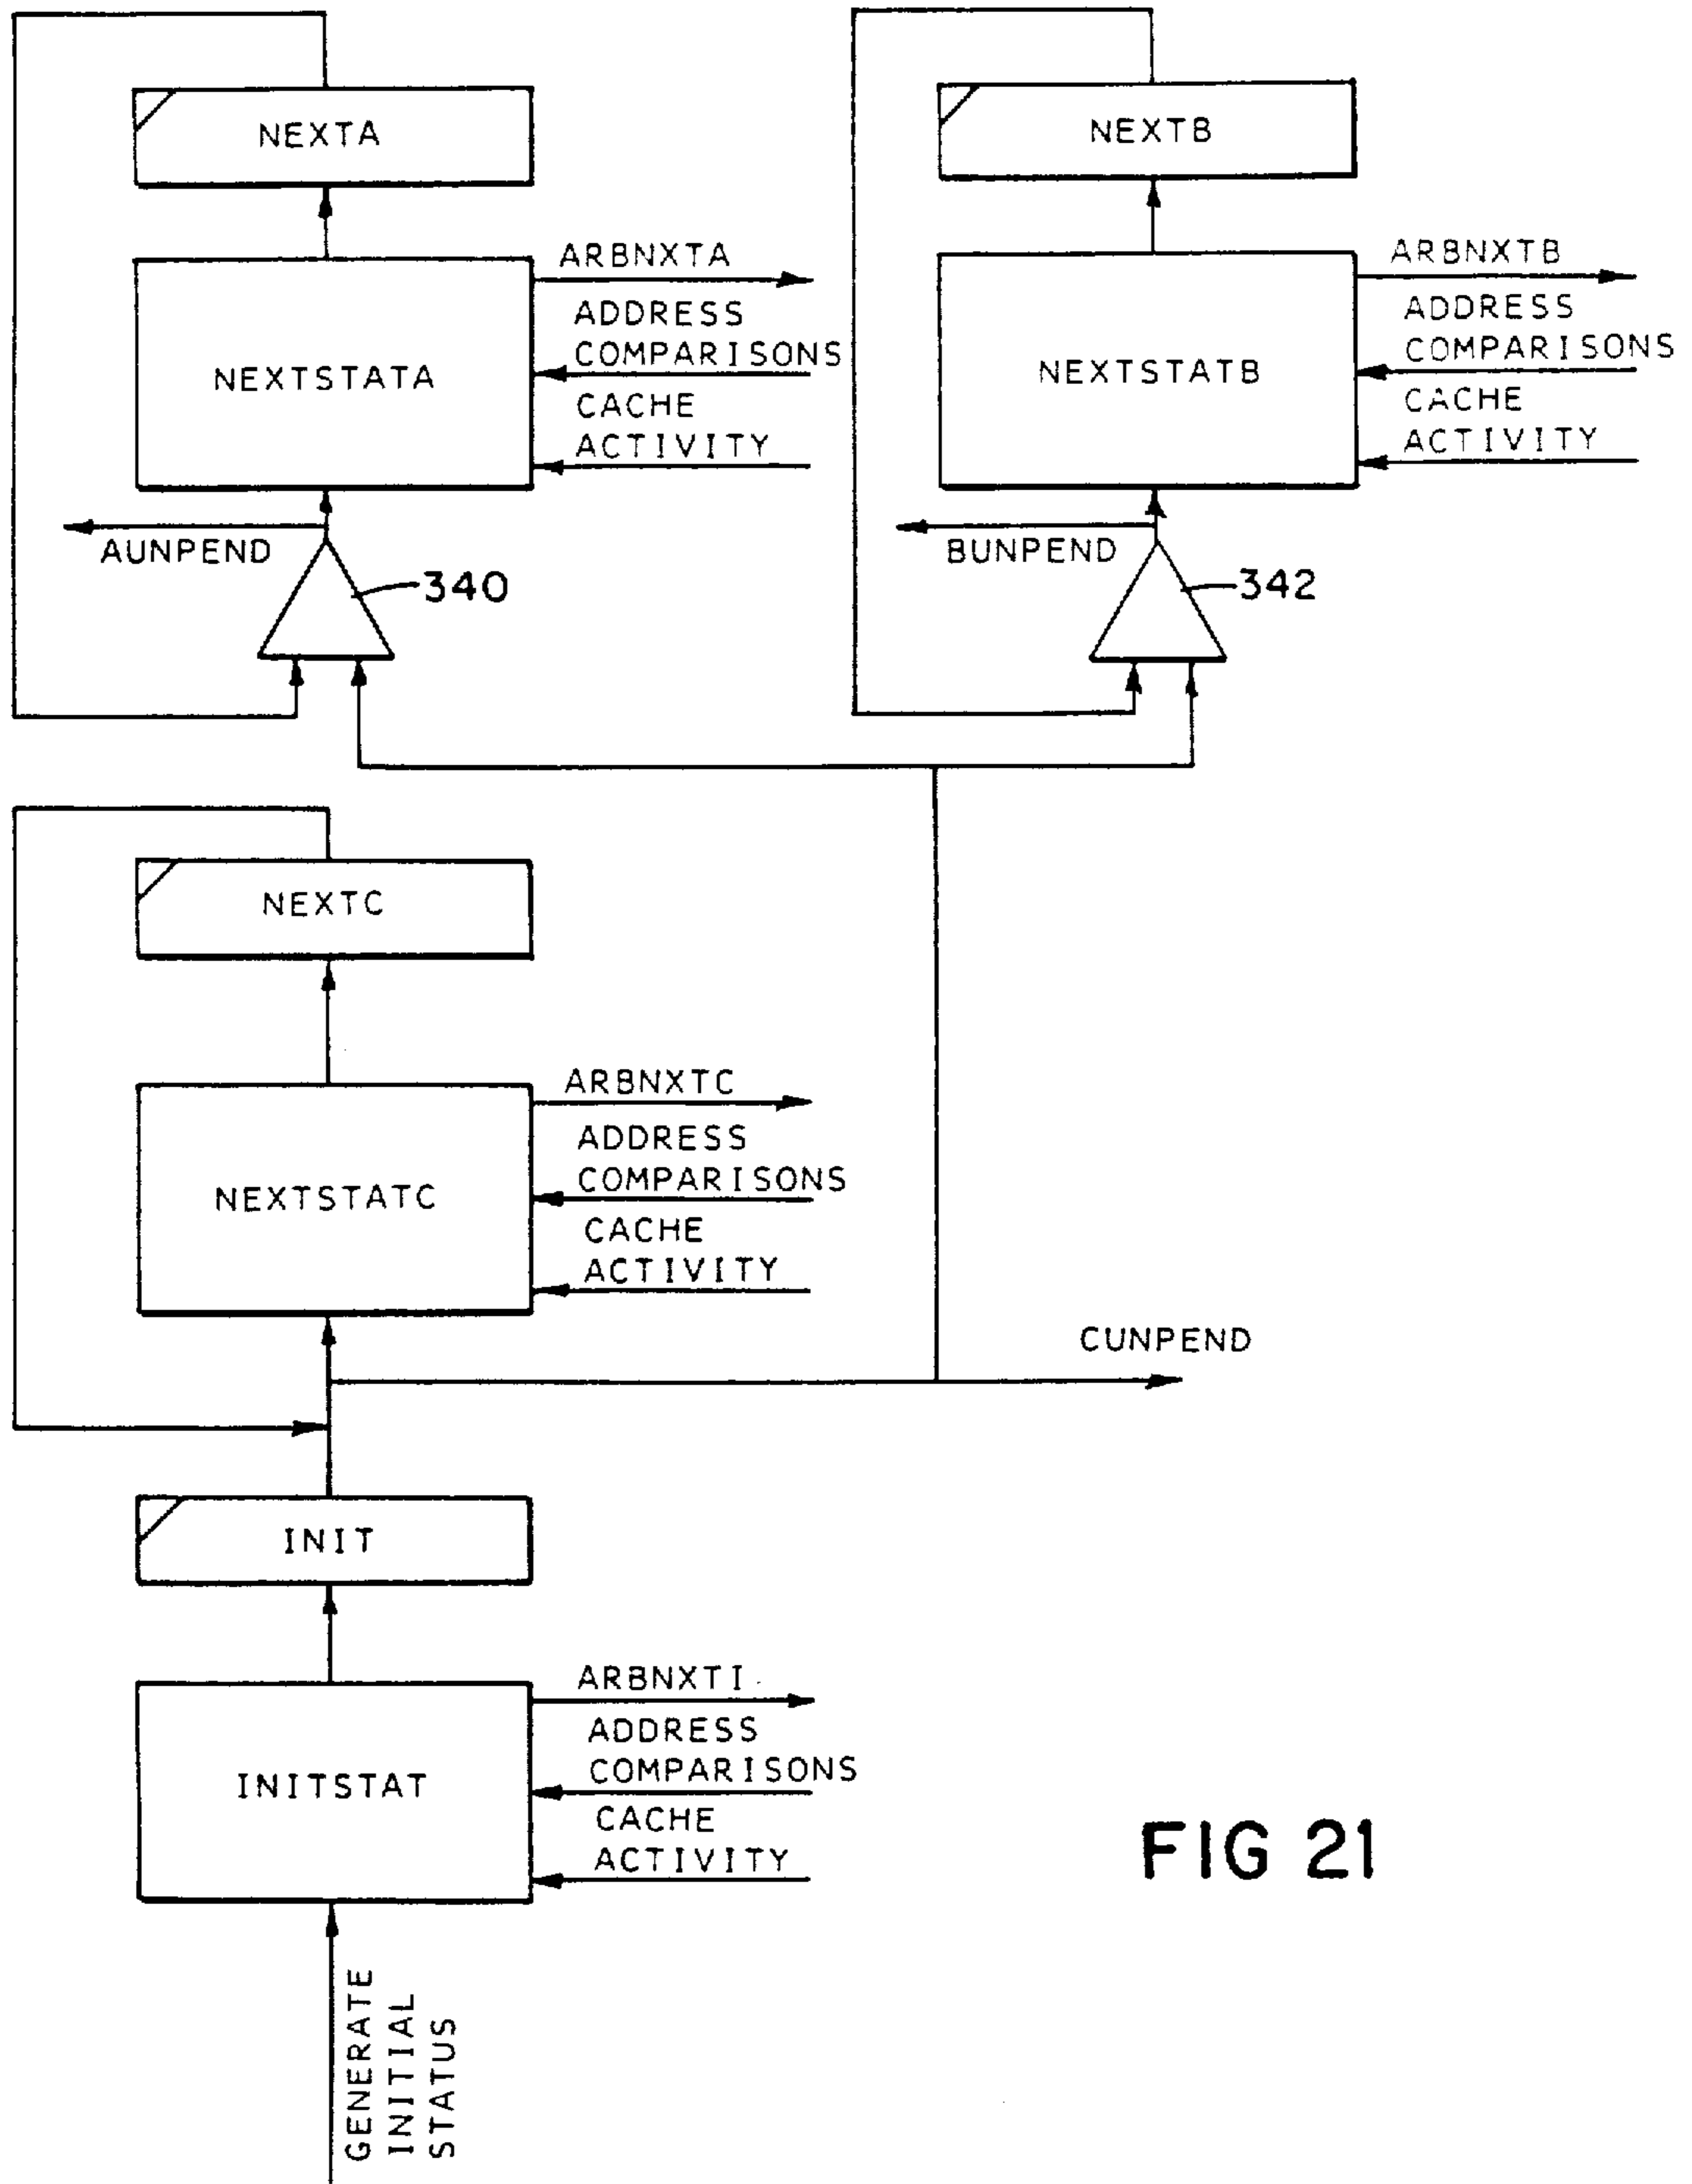 NEXTA
NEXTB
ARBNXTA
ADDRESS
COMPARISONS
NEXTSTATA
CACHE
ACTIVITY
ARBNXTB
ADDRESS
COMPARISONS
NEXTSTATB
CACHE
ACTIVITY
AUNPEND
340
BUNPEND
342
NEXTC
ARBNXTC
ADDRESS
COMPARISONS
NEXTSTATC
CACHE
ACTIVITY
CUNPEND
INIT
ARBNXTI
ADDRESS
COMPARISONS
INITSTAT
CACHE
ACTIVITY
FIG 21
GENERATE
INITIAL
STATUS